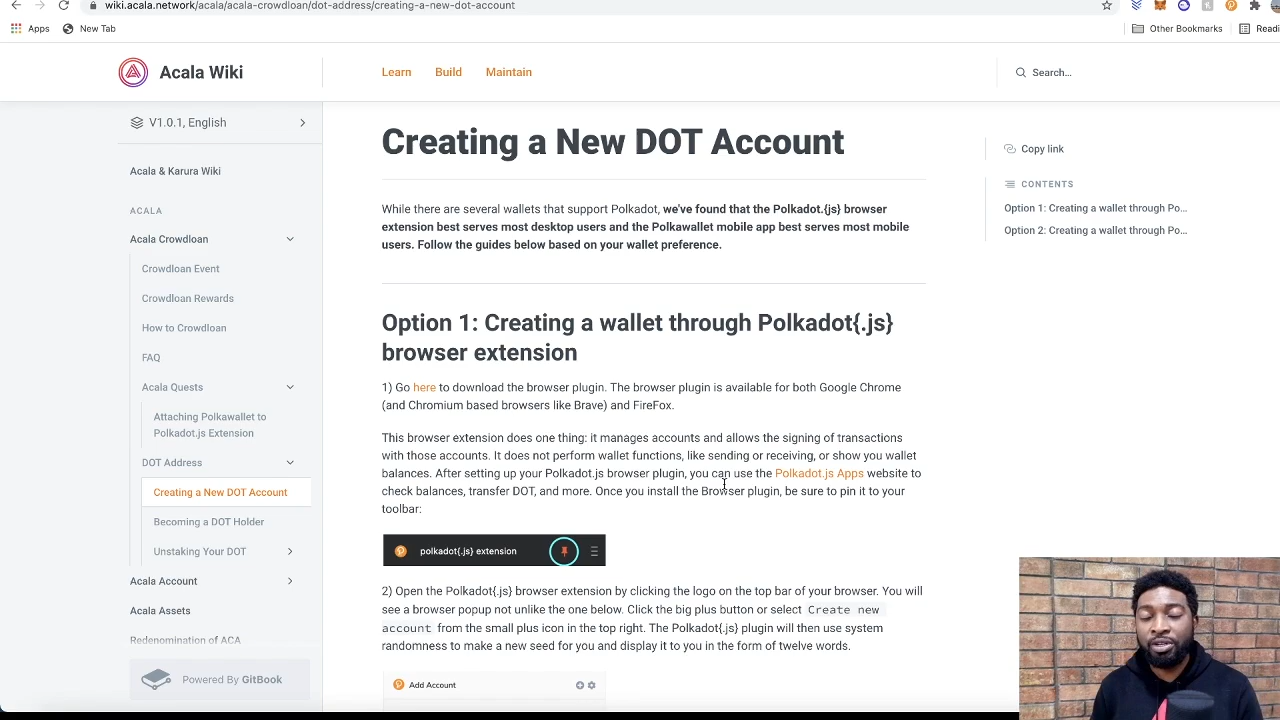 wiki.acala.network/acala/acala-crowdloan/dot-address/creating-a-new-dot-account
Apps
New Tab
Other Bookmarks
Acala Wiki
Learn
Build
Maintain
Search...
V1.0.1, English
Acala & Karura Wiki
ACALA
Acala Crowdloan
Crowdloan Event
Crowdloan Rewards
How to Crowdloan
FAQ
Acala Quests
Attaching Polkawallet to
Polkadot.js Extension
DOT Address
Creating a New DOT Account
Becoming a DOT Holder
Unstaking Your DOT
Acala Account
Acala Assets
Redenomination of ACA
Powered By GitBook
Creating a New DOT Account
While there are several wallets that support Polkadot, we've found that the Polkadot.{js} browser
extension best serves most desktop users and the Polkawallet mobile app best serves most mobile
users. Follow the guides below based on your wallet preference.
Option 1: Creating a wallet through Polkadot{.js}
browser extension
1) Go here to download the browser plugin. The browser plugin is available for both Google Chrome
(and Chromium based browsers like Brave) and FireFox.
This browser extension does one thing: it manages accounts and allows the signing of transactions
with those accounts. It does not perform wallet functions, like sending or receiving, or show you wallet
balances. After setting up your Polkadot.js browser plugin, you can use the Polkadot.js Apps website to
check balances, transfer DOT, and more. Once you install the Browser plugin, be sure to pin it to your
toolbar:
polkadot{.js} extension
2) Open the Polkadot{.js} browser extension by clicking the logo on the top bar of your browser. You will
see a browser popup not unlike the one below. Click the big plus button or select Create new
account from the small plus icon in the top right. The Polkadot{.js} plugin will then use system
randomness to make a new seed for you and display it to you in the form of twelve words.
Add Account
Copy link
CONTENTS
Option 1: Creating a wallet through Po...
Option 2: Creating a wallet through Po...